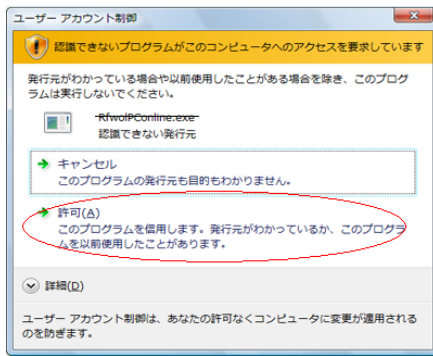 ユーザー アカウント制御
認識できないプログラムがこのコンピュータへのアクセスを要求しています
発行元がわかっている場合や以前使用したことがある場合を除き、このプログ
ラムは実行しないでください。
RfwolPConline.exe
認識できない発行元
キャンセル
このプログラムの発行元も目的もわかりません。
許可(A)
このプログラムを信用します。発行元がわかっているか、このプログラ
ムを以前使用したことがあります。
詳細(D)
ユーザー アカウント制御は、あなたの許可なくコンピュータに変更が適用される
のを防ぎます。